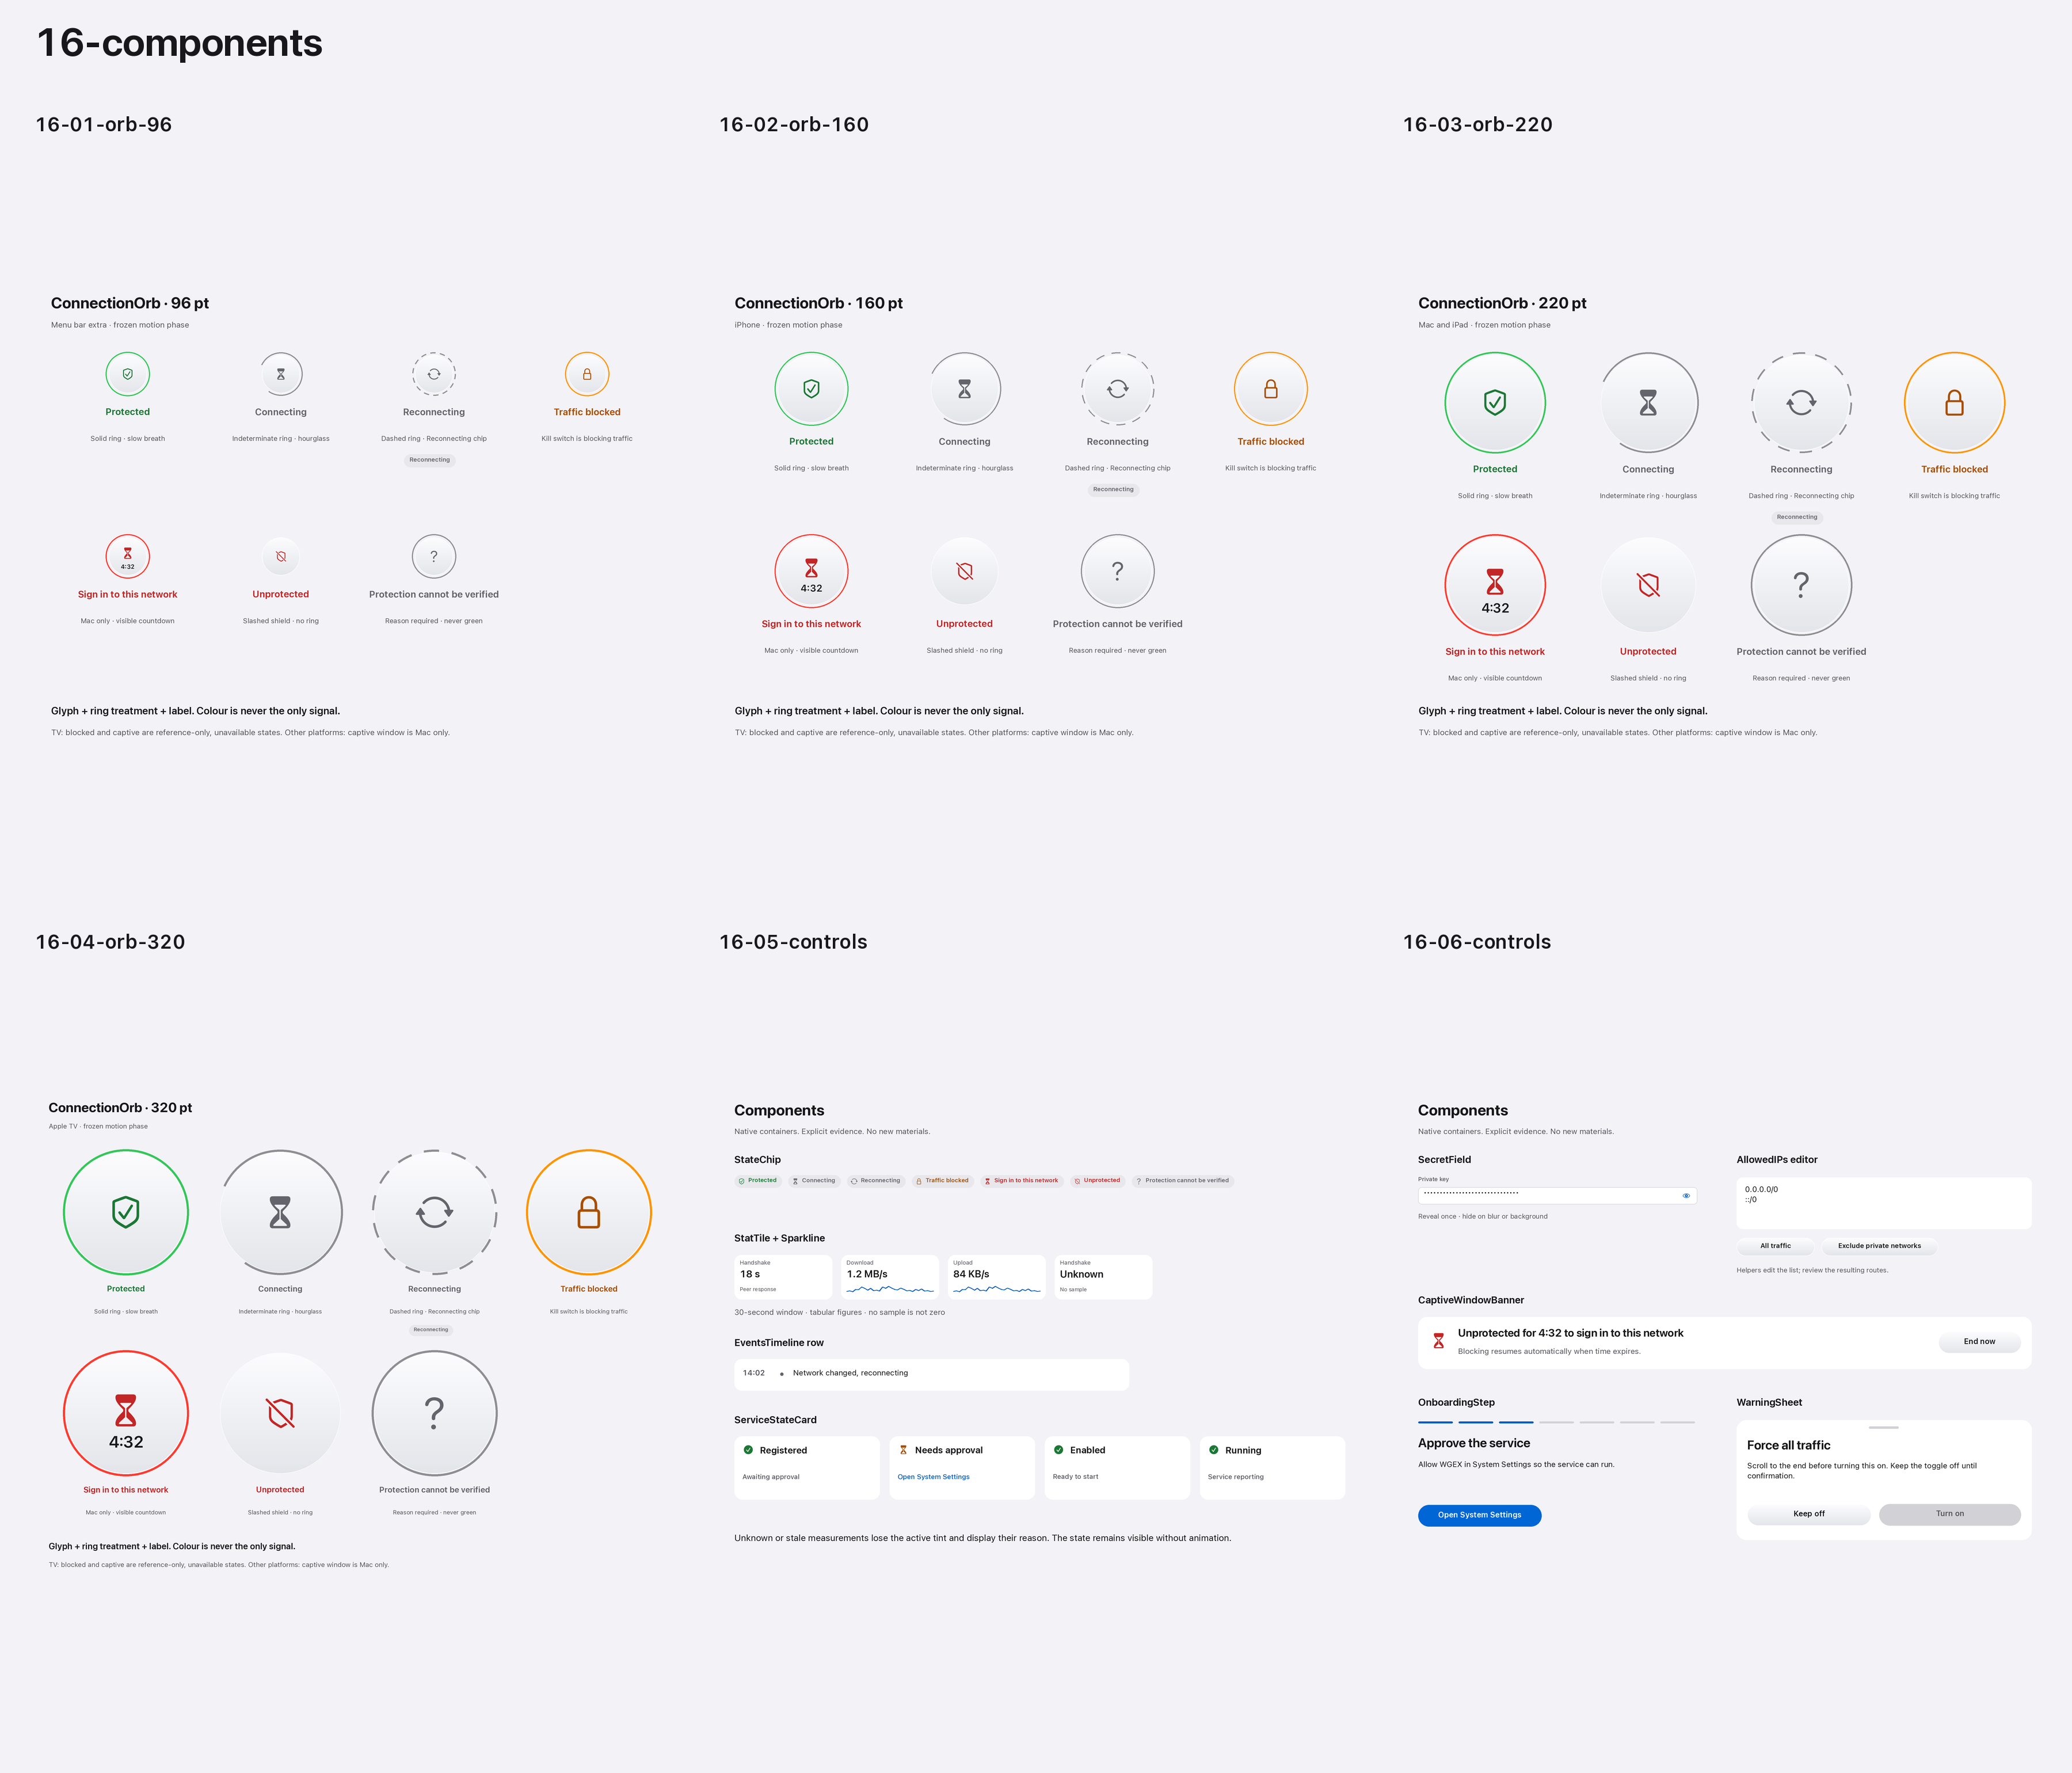 16-components
16-01-orb-96
16-02-orb-160
16-03-orb-220
ConnectionOrb · 96 pt
Menu bar extra · frozen motion phase
Protected
Connecting
Reconnecting
Traffic blocked
Solid ring · slow breath
Indeterminate ring · hourglass
Dashed ring · Reconnecting chip
Kill switch is blocking traffic
Reconnecting
4:32
?
Sign in to this network
Unprotected
Protection cannot be verified
Mac only · visible countdown
Slashed shield · no ring
Reason required · never green
Glyph + ring treatment + label. Colour is never the only signal.
TV: blocked and captive are reference-only, unavailable states. Other platforms: captive window is Mac only.
ConnectionOrb · 160 pt
iPhone · frozen motion phase
Protected
Connecting
Reconnecting
Traffic blocked
Solid ring · slow breath
Indeterminate ring · hourglass
Dashed ring · Reconnecting chip
Kill switch is blocking traffic
Reconnecting
4:32
?
Sign in to this network
Unprotected
Protection cannot be verified
Mac only · visible countdown
Slashed shield · no ring
Reason required · never green
Glyph + ring treatment + label. Colour is never the only signal.
TV: blocked and captive are reference-only, unavailable states. Other platforms: captive window is Mac only.
ConnectionOrb · 220 pt
Mac and iPad · frozen motion phase
Protected
Connecting
Reconnecting
Traffic blocked
Solid ring · slow breath
Indeterminate ring · hourglass
Dashed ring · Reconnecting chip
Kill switch is blocking traffic
Reconnecting
4:32
?
Sign in to this network
Unprotected
Protection cannot be verified
Mac only · visible countdown
Slashed shield · no ring
Reason required · never green
Glyph + ring treatment + label. Colour is never the only signal.
TV: blocked and captive are reference-only, unavailable states. Other platforms: captive window is Mac only.
16-04-orb-320
16-05-controls
16-06-controls
ConnectionOrb · 320 pt
Apple TV · frozen motion phase
Protected
Connecting
Reconnecting
Traffic blocked
Solid ring · slow breath
Indeterminate ring · hourglass
Dashed ring · Reconnecting chip
Kill switch is blocking traffic
Reconnecting
4:32
?
Sign in to this network
Unprotected
Protection cannot be verified
Mac only · visible countdown
Slashed shield · no ring
Reason required · never green
Glyph + ring treatment + label. Colour is never the only signal.
TV: blocked and captive are reference-only, unavailable states. Other platforms: captive window is Mac only.
Components
Native containers. Explicit evidence. No new materials.
StateChip
Protected
Connecting
Reconnecting
Traffic blocked
Sign in to this network
Unprotected
? Protection cannot be verified
StatTile + Sparkline
Handshake
18 s
Peer response
Download
1.2 MB/s
Upload
84 KB/s
Handshake
Unknown
No sample
30-second window · tabular figures · no sample is not zero
EventsTimeline row
14:02 • Network changed, reconnecting
ServiceStateCard
Registered
Awaiting approval
Needs approval
Open System Settings
Enabled
Ready to start
Running
Service reporting
Unknown or stale measurements lose the active tint and display their reason. The state remains visible without animation.
Components
Native containers. Explicit evidence. No new materials.
SecretField
Private key
Reveal once · hide on blur or background
AllowedIPs editor
0.0.0.0/0
::/0
All traffic
Exclude private networks
Helpers edit the list; review the resulting routes.
CaptiveWindowBanner
Unprotected for 4:32 to sign in to this network
Blocking resumes automatically when time expires.
End now
OnboardingStep
Approve the service
Allow WGEX in System Settings so the service can run.
Open System Settings
WarningSheet
Force all traffic
Scroll to the end before turning this on. Keep the toggle off until
confirmation.
Keep off
Turn on